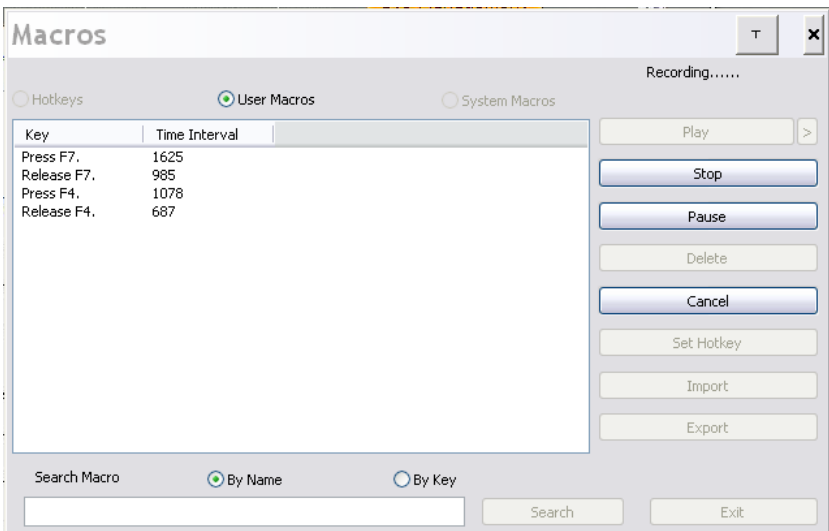 Macros
T
×
Recording......
Hotkeys User Macros System Macros
Key Time Interval
Press F7. 1625
Release F7. 985
Press F4. 1078
Release F4. 687
Play >
Stop
Pause
Delete
Cancel
Set Hotkey
Import
Export
Search Macro By Name By Key
Search Exit